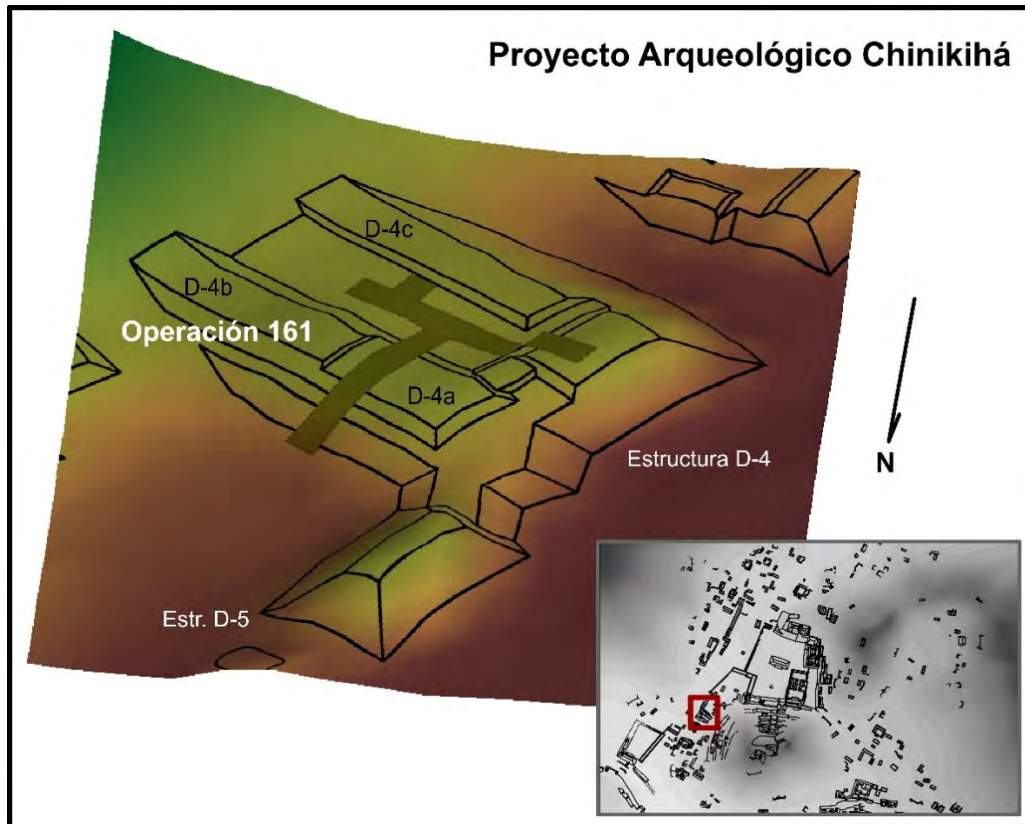 Proyecto Arqueológico Chinikihá
D-4c
D-4b
Operación 161
D-4a
Estructura D-4
N
Estr. D-5